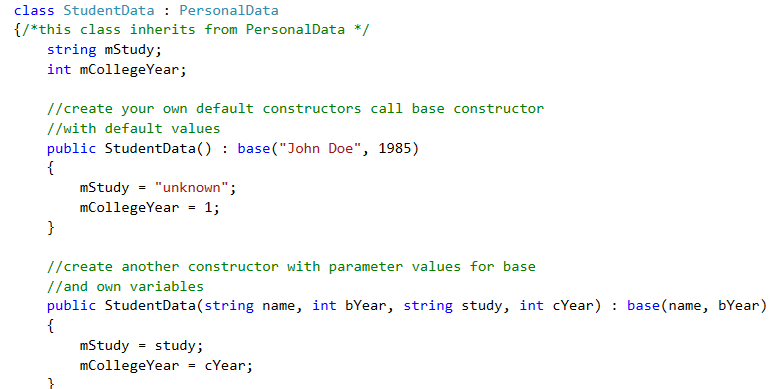 class StudentData : PersonalData
{/*this class inherits from PersonalData */
string mStudy;
int mCollegeYear;
//create your own default constructors call base constructor
//with default values
public StudentData() : base("John Doe", 1985)
{
mStudy = "unknown";
mCollegeYear = 1;
}
//create another constructor with parameter values for base
//and own variables
public StudentData(string name, int bYear, string study, int cYear) : base(name, bYear)
{
mStudy = study;
mCollegeYear = cYear;
}